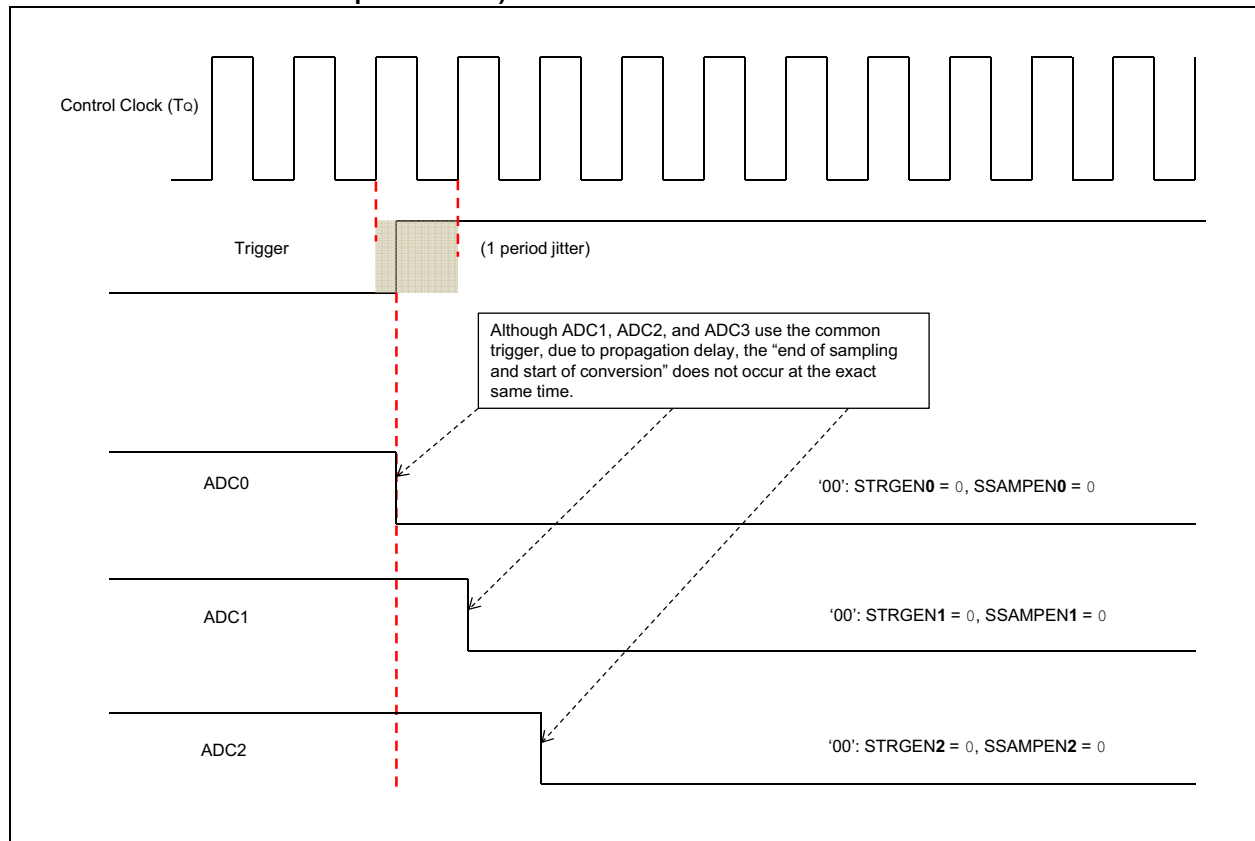 Control Clock (TQ)
Trigger
(1 period jitter)
Although ADC1, ADC2, and ADC3 use the common
trigger, due to propagation delay, the “end of sampling
and start of conversion” does not occur at the exact
same time.
ADC0
‘00’: STRGEN0 = 0, SSAMPEN0 = 0
ADC1
‘00’: STRGEN1 = 0, SSAMPEN1 = 0
ADC2
‘00’: STRGEN2 = 0, SSAMPEN2 = 0